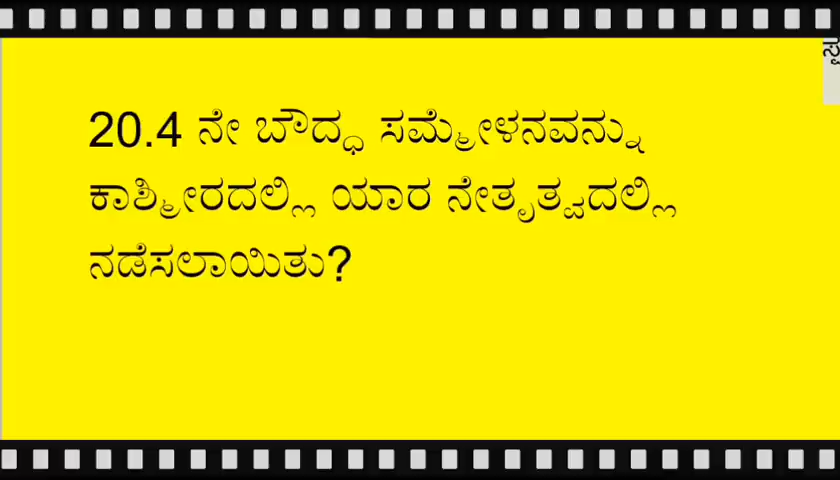 20.4 ನೇ ಬೌದ್ಧ ಸಮ್ಮೇಳನವನ್ನು
ಕಾಶ್ಮೀರದಲ್ಲಿ ಯಾರ ನೇತೃತ್ವದಲ್ಲಿ
ನಡೆಸಲಾಯಿತು?